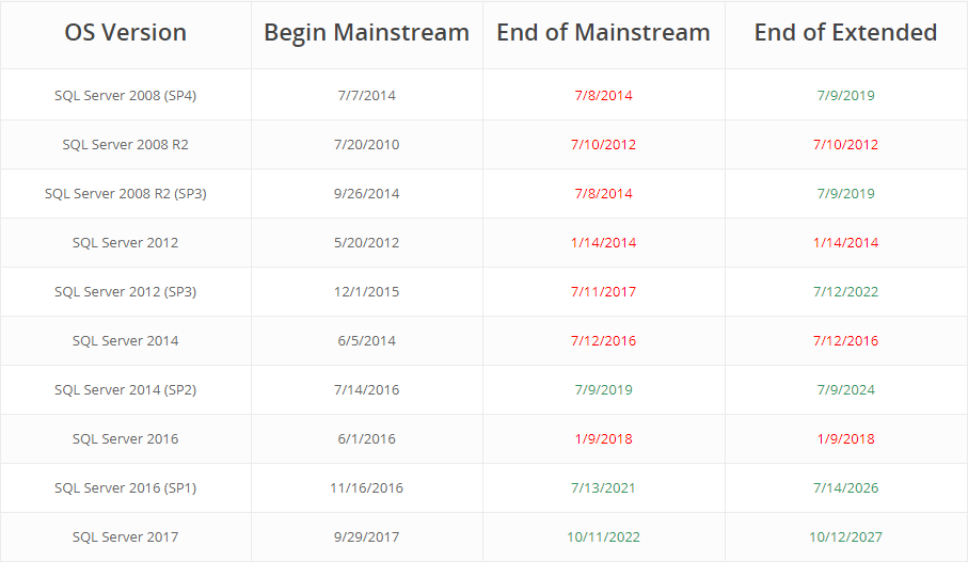 OS Version Begin Mainstream End of Mainstream End of Extended
SQL Server 2008 (SP4) 7/7/2014 7/8/2014 7/9/2019
SQL Server 2008 R2 7/20/2010 7/10/2012 7/10/2012
SQL Server 2008 R2 (SP3) 9/26/2014 7/8/2014 7/9/2019
SQL Server 2012 5/20/2012 1/14/2014 1/14/2014
SQL Server 2012 (SP3) 12/1/2015 7/11/2017 7/12/2022
SQL Server 2014 6/5/2014 7/12/2016 7/12/2016
SQL Server 2014 (SP2) 7/14/2016 7/9/2019 7/9/2024
SQL Server 2016 6/1/2016 1/9/2018 1/9/2018
SQL Server 2016 (SP1) 11/16/2016 7/13/2021 7/14/2026
SQL Server 2017 9/29/2017 10/11/2022 10/12/2027